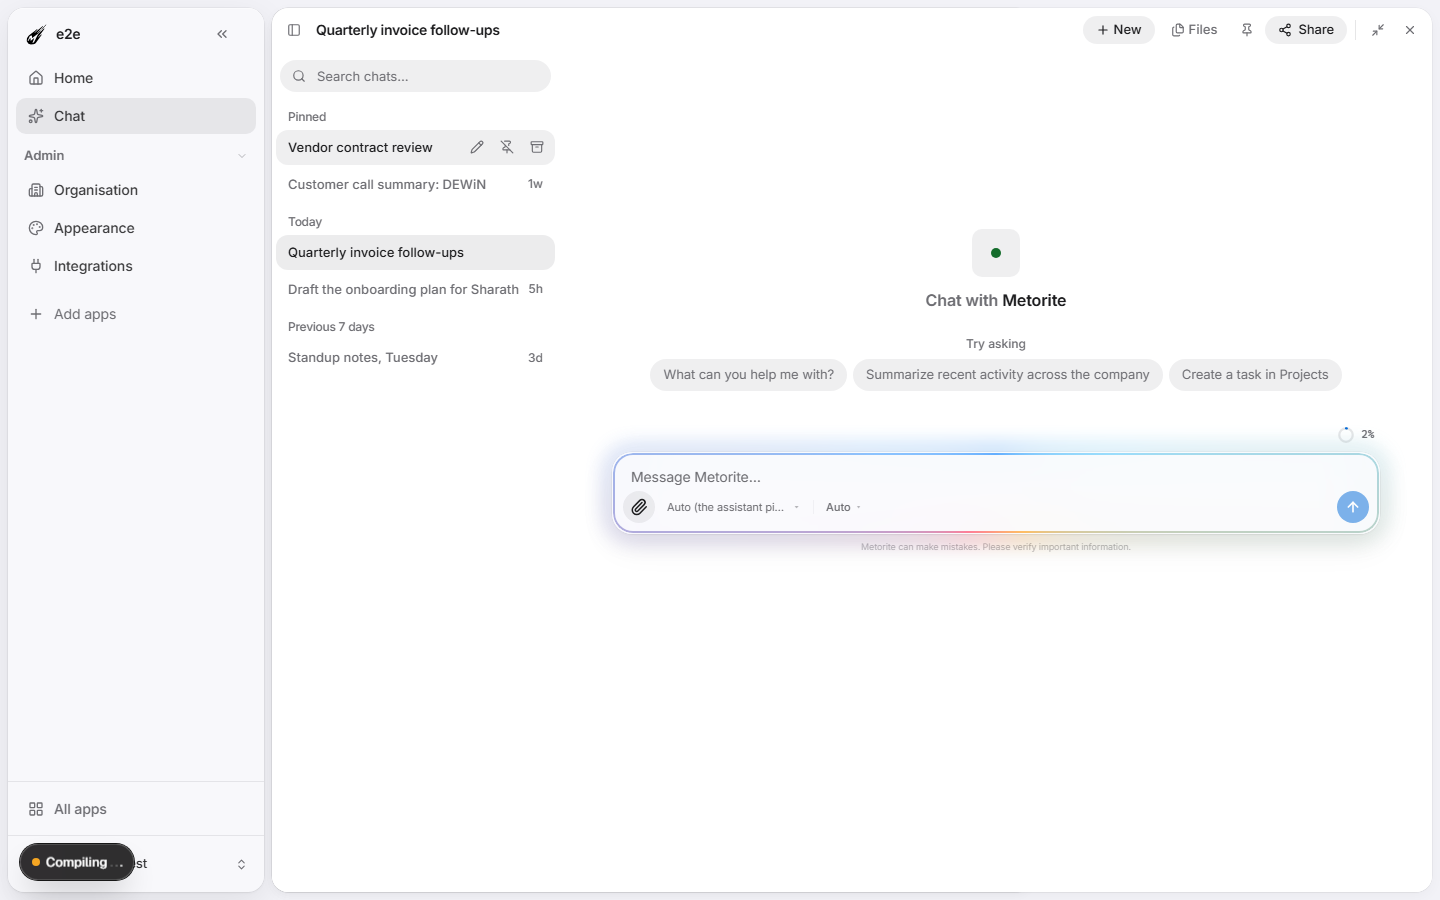 e2e
Home
Chat
Admin
Organisation
Appearance
Integrations
Add apps
All apps
Compiling ...
Quarterly invoice follow-ups
New
Files
Share
Search chats...
Pinned
Vendor contract review
Customer call summary: DEWiN 1w
Today
Quarterly invoice follow-ups
Draft the onboarding plan for Sharath 5h
Previous 7 days
Standup notes, Tuesday 3d
Chat with Metorite
Try asking
What can you help me with?
Summarize recent activity across the company
Create a task in Projects
2%
Message Metorite...
Auto (the assistant pi... Auto
Metorite can make mistakes. Please verify important information.